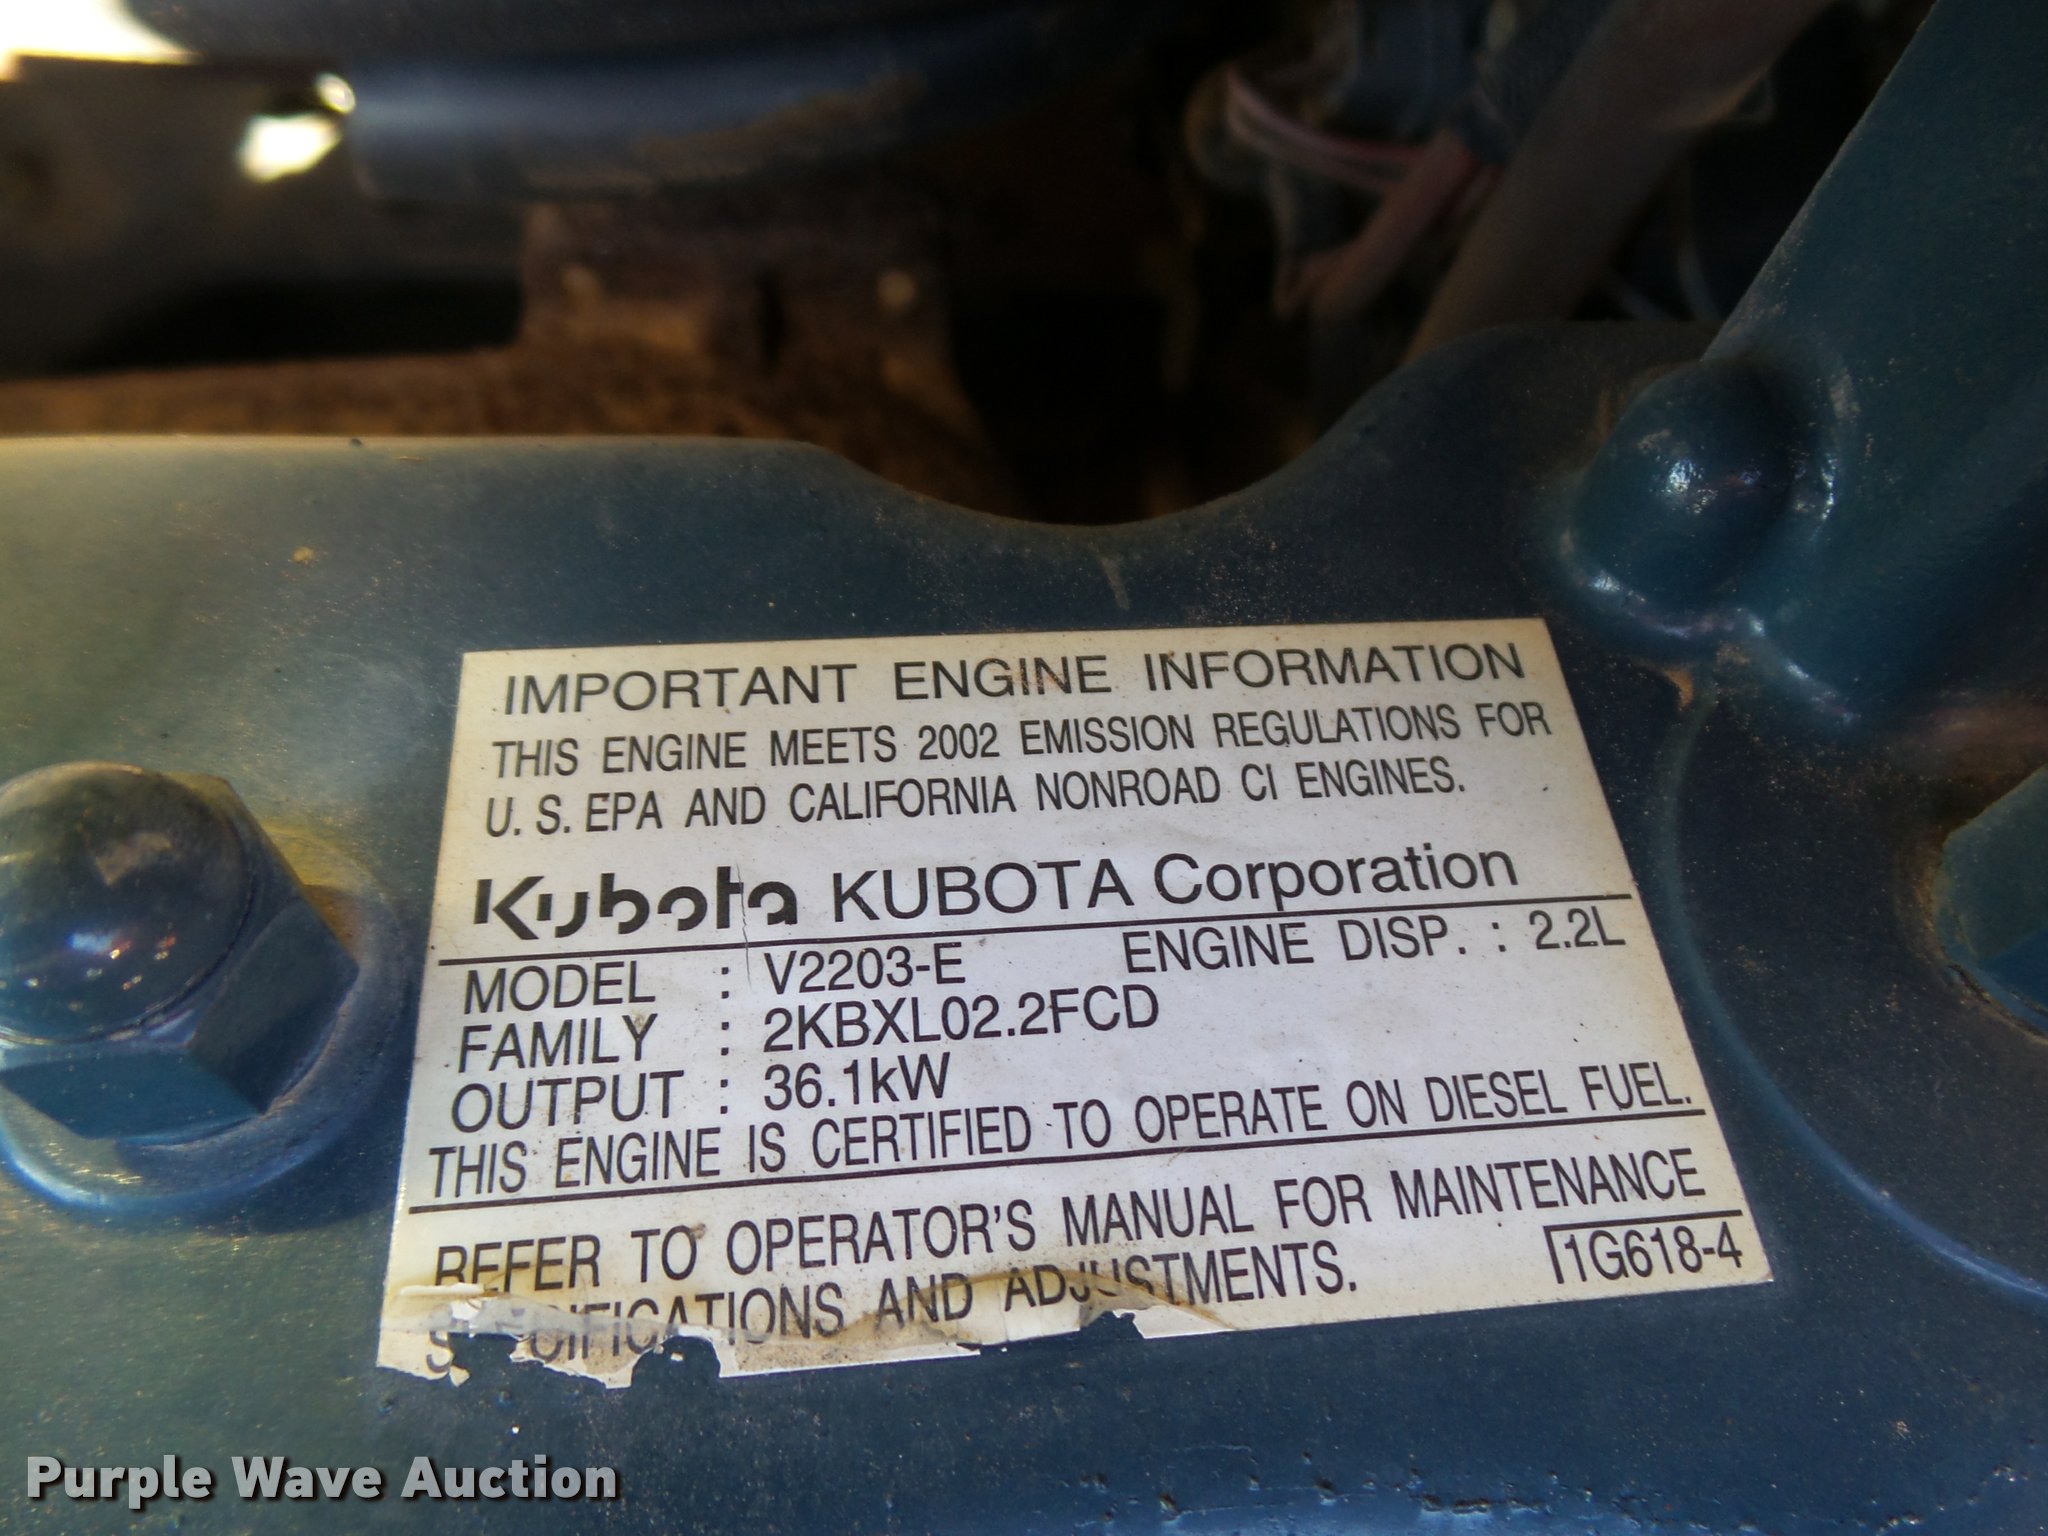 IMPORTANT ENGINE INFORMATION
THIS ENGINE MEETS 2002 EMISSION REGULATIONS FOR
U. S. EPA AND CALIFORNIA NONROAD CI ENGINES.
Kubota KUBOTA Corporation
MODEL : V2203-E ENGINE DISP. : 2.2L
FAMILY : 2KBXL02.2FCD
OUTPUT : 36.1kW
THIS ENGINE IS CERTIFIED TO OPERATE ON DIESEL FUEL.
REFER TO OPERATOR'S MANUAL FOR MAINTENANCE
SPECIFICATIONS AND ADJUSTMENTS.
1G618-4
Purple Wave Auction